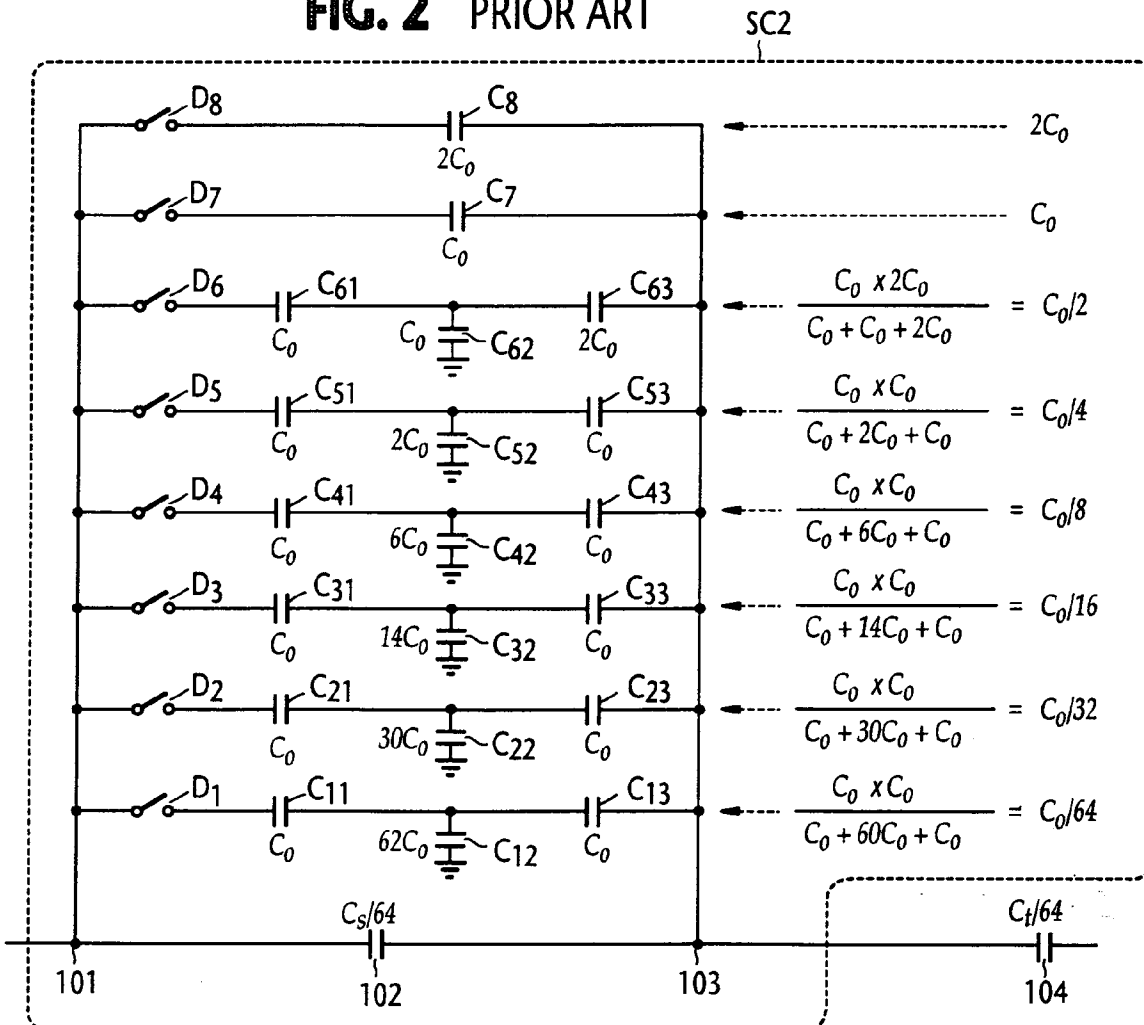 FIG. 2 PRIOR ART
SC2
D8 C8 2C0 2C0
D7 C7 C0 C0
D6 C61 C0 C0 C62 C63 2C0 C0 x 2C0 / C0 + C0 + 2C0 = C0/2
D5 C51 C0 2C0 C52 C53 C0 C0 x C0 / C0 + 2C0 + C0 = C0/4
D4 C41 C0 6C0 C42 C43 C0 C0 x C0 / C0 + 6C0 + C0 = C0/8
D3 C31 C0 14C0 C32 C33 C0 C0 x C0 / C0 + 14C0 + C0 = C0/16
D2 C21 C0 30C0 C22 C23 C0 C0 x C0 / C0 + 30C0 + C0 = C0/32
D1 C11 C0 62C0 C12 C13 C0 C0 x C0 / C0 + 60C0 + C0 = C0/64
Cs/64 Ct/64
101 102 103 104